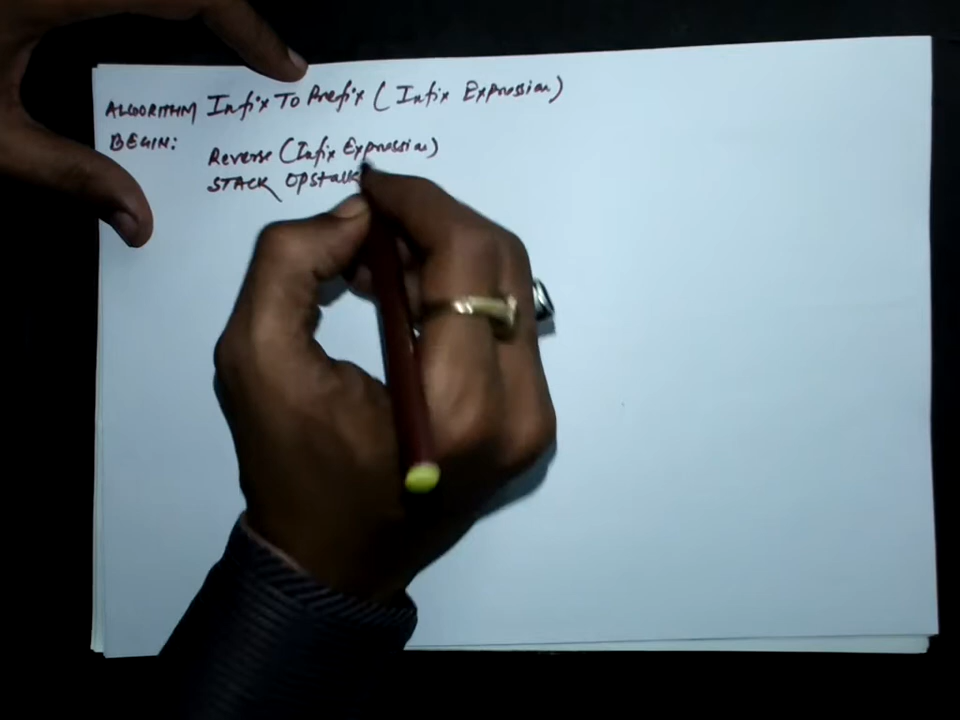 ALGORITHM Infix To Prefix (Infix Expression)
BEGIN:
Reverse (Infix Expression)
STACK OPstack